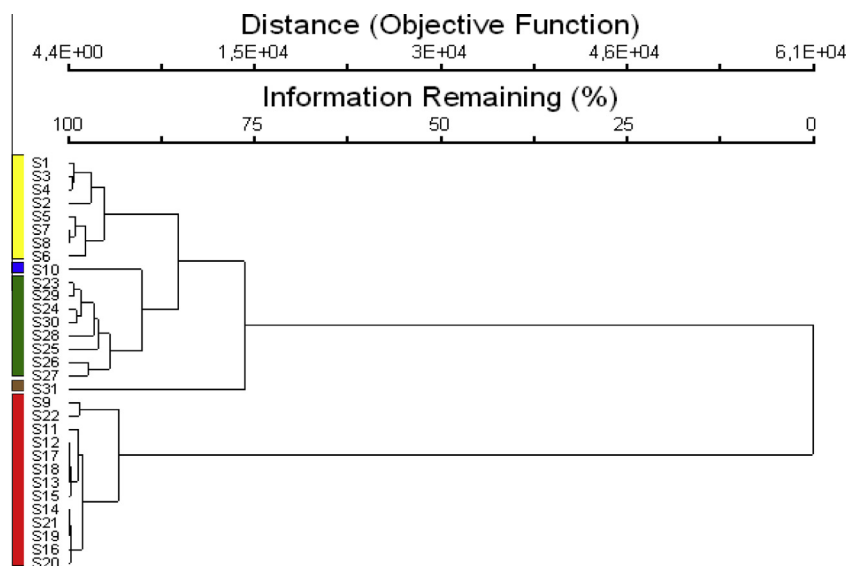 Distance (Objective Function)
4,4E+00 1,5E+04 3E+04 4,6E+04 6,1E+04
Information Remaining (%)
100 75 50 25 0
S1
S3
S4
S2
S5
S7
S8
S6
S10
S23
S29
S24
S30
S28
S25
S26
S27
S31
S9
S22
S11
S12
S17
S18
S13
S15
S14
S21
S19
S16
S20